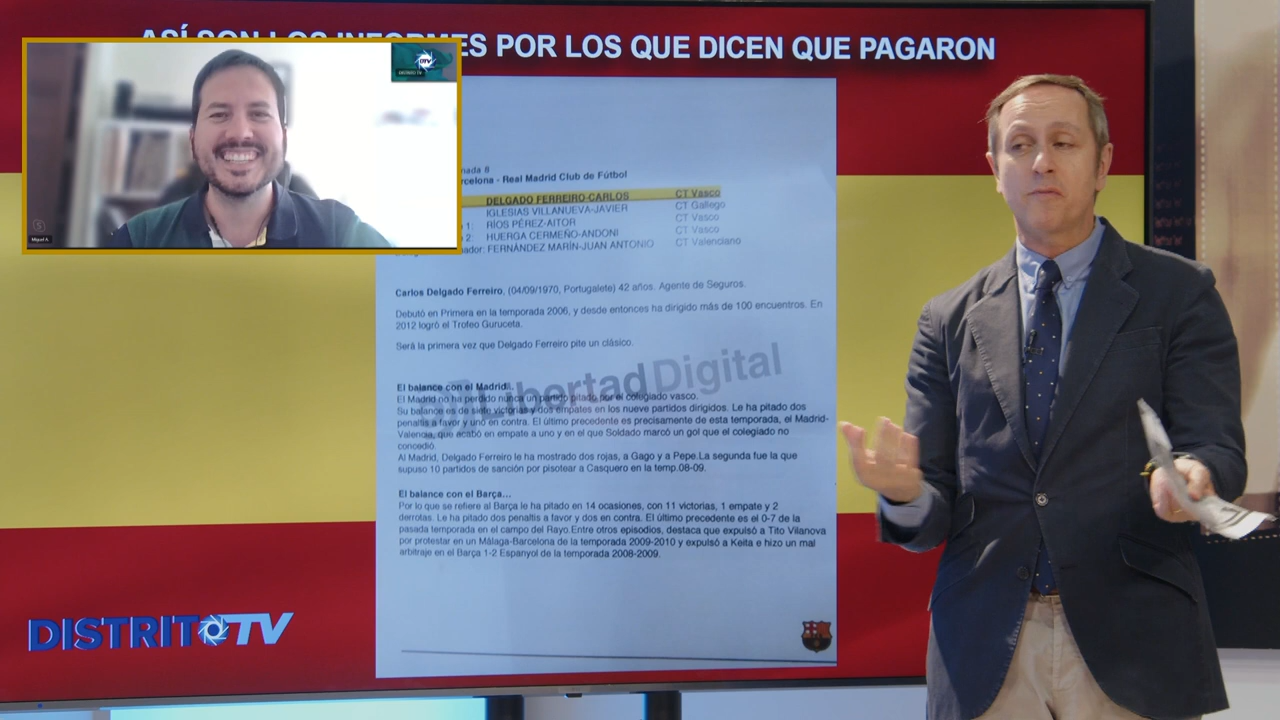 ASÍ SON LOS INFORMES POR LOS QUE DICEN QUE PAGARON
DISTRITO TV
Miguel A.
nada 8
rcelona - Real Madrid Club de Fútbol
DELGADO FERREIRO-CARLOS CT Vasco
IGLESIAS VILLANUEVA-JAVIER CT Gallego
1: RÍOS PÉREZ-AITOR CT Vasco
2: HUERGA CERMEÑO-ANDONI CT Vasco
ador: FERNÁNDEZ MARÍN-JUAN ANTONIO CT Valenciano
Carlos Delgado Ferreiro, (04/09/1970, Portugalete) 42 años. Agente de Seguros.
Debutó en Primera en la temporada 2006, y desde entonces ha dirigido más de 100 encuentros. En
2012 logró el Trofeo Guruceta.
Será la primera vez que Delgado Ferreiro pite un clásico.
LibertadDigital
El balance con el Madrid...
El Madrid no ha perdido nunca un partido pitado por el colegiado vasco.
Su balance es de siete victorias y dos empates en los nueve partidos dirigidos. Le ha pitado dos
penaltis a favor y uno en contra. El último precedente es precisamente de esta temporada, el Madrid-
Valencia, que acabó en empate a uno y en el que Soldado marcó un gol que el colegiado no
concedió.
Al Madrid, Delgado Ferreiro le ha mostrado dos rojas, a Gago y a Pepe.La segunda fue la que
supuso 10 partidos de sanción por pisotear a Casquero en la temp.08-09.
El balance con el Barça...
Por lo que se refiere al Barça le ha pitado en 14 ocasiones, con 11 victorias, 1 empate y 2
derrotas. Le ha pitado dos penaltis a favor y dos en contra. El último precedente es el 0-7 de la
pasada temporada en el campo del Rayo.Entre otros episodios, destaca que expulsó a Tito Vilanova
por protestar en un Málaga-Barcelona de la temporada 2009-2010 y expulsó a Keita e hizo un mal
arbitraje en el Barça 1-2 Espanyol de la temporada 2008-2009.
DISTRITOTV